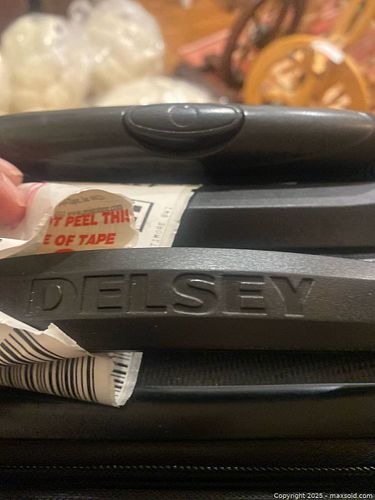 T PEEL THIS
E OF TAPE
DELSEY
Copyright © 2025 - maxsold.com